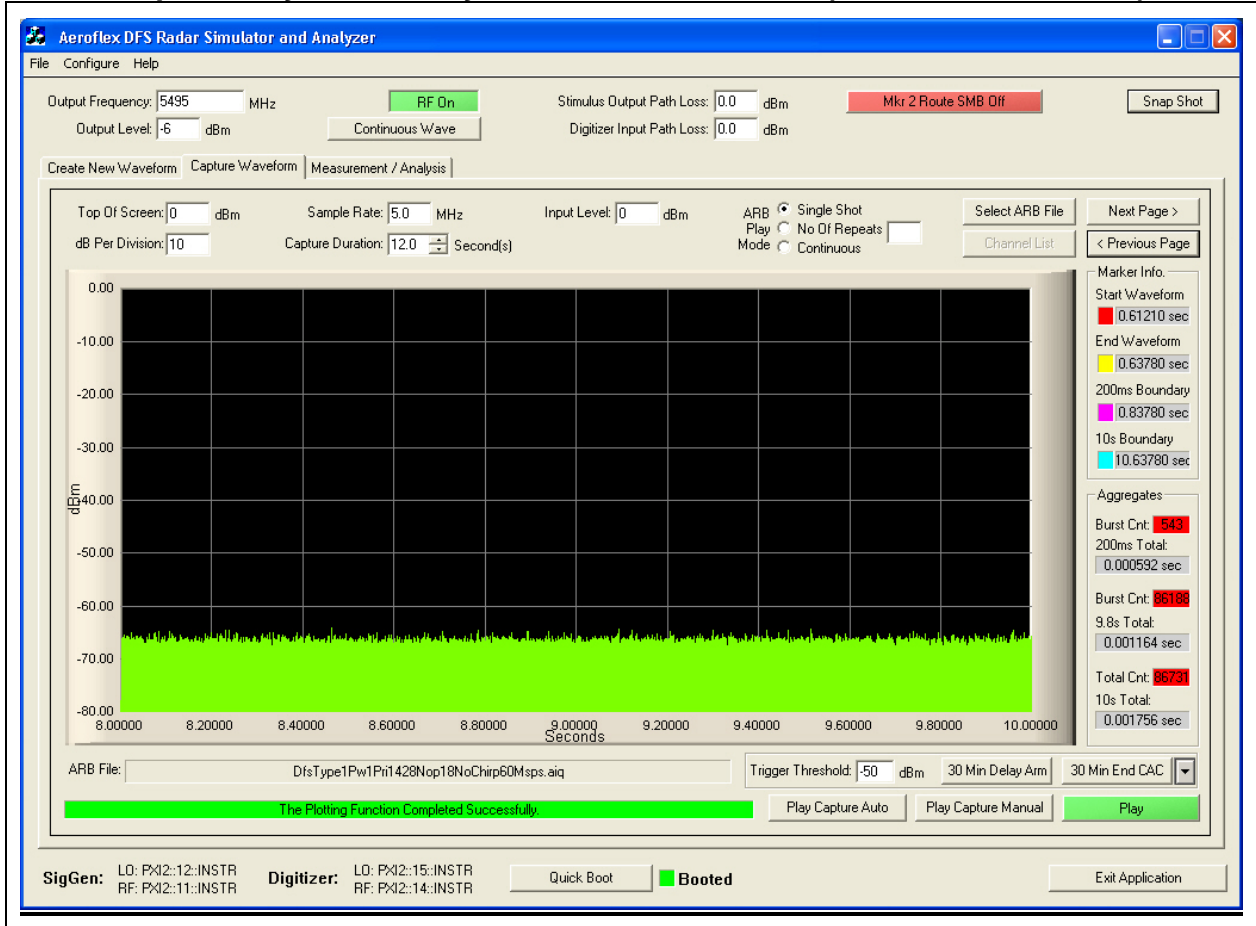 Aeroflex DFS Radar Simulator and Analyzer
File Configure Help
Output Frequency: 5495 MHz RF On Stimulus Output Path Loss: 0.0 dBm Mkr 2 Route SMB Off Snap Shot
Output Level: -6 dBm Continuous Wave Digitizer Input Path Loss: 0.0 dBm
Create New Waveform Capture Waveform Measurement / Analysis
Top Of Screen: 0 dBm Sample Rate: 5.0 MHz Input Level: 0 dBm ARB Play Mode Single Shot Select ARB File Next Page >
No Of Repeats
dB Per Division: 10 Capture Duration: 12.0 Second(s) Continuous Channel List < Previous Page
0.00
-10.00
-20.00
-30.00
-40.00
-50.00
-60.00
-70.00
-80.00
dBm
8.00000 8.20000 8.40000 8.60000 8.80000 9.00000 9.20000 9.40000 9.60000 9.80000 10.00000
Seconds
Marker Info.
Start Waveform
0.61210 sec
End Waveform
0.63780 sec
200ms Boundary
0.83780 sec
10s Boundary
10.63780 sec
Aggregates
Burst Cnt: 543
200ms Total:
0.000592 sec
Burst Cnt: 86188
9.8s Total:
0.001164 sec
Total Cnt: 86731
10s Total:
0.001756 sec
ARB File: DfsType1Pw1Pri1428Nop18NoChirp60Msps.aiq Trigger Threshold: -50 dBm 30 Min Delay Arm 30 Min End CAC
The Plotting Function Completed Successfully. Play Capture Auto Play Capture Manual Play
SigGen: LO: PXI2::12::INSTR Digitizer: LO: PXI2::15::INSTR Quick Boot Booted Exit Application
RF: PXI2::11::INSTR RF: PXI2::14::INSTR